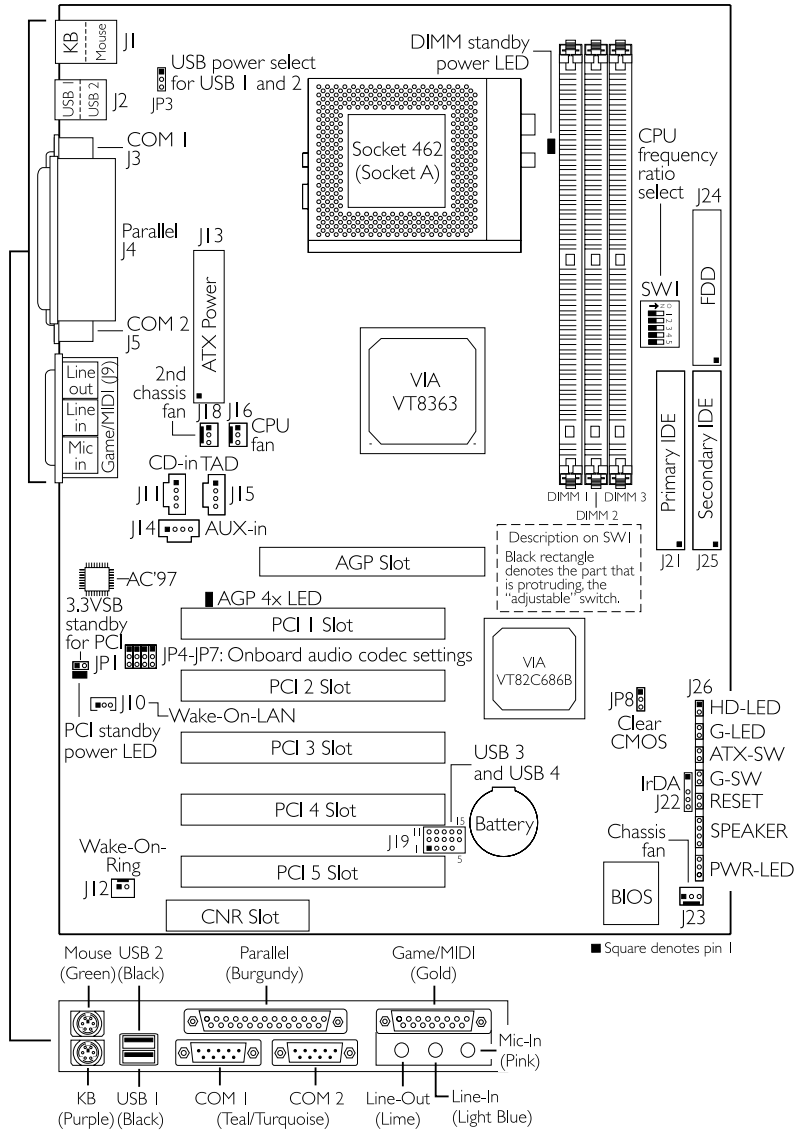 KB
Mouse
J1
USB 1
USB 2
J2
USB power select
for USB 1 and 2
JP3
DIMM standby
power LED
COM 1
J3
Parallel
J4
COM 2
J5
Socket 462
(Socket A)
CPU
frequency
ratio
select
SW1
O
N
1
2
3
4
5
J24
FDD
J13
ATX Power
Line
out
Line
in
Mic
in
Game/MIDI (J9)
2nd
chassis
fan
J18
J16
CPU
fan
VIA
VT8363
CD-in
TAD
J11
J15
J14
AUX-in
DIMM 1
DIMM 2
DIMM 3
Primary IDE
J21
Secondary IDE
J25
Description on SW1
Black rectangle
denotes the part that
is protruding, the
“adjustable” switch.
AGP Slot
AC'97
3.3VSB
standby
for PCI
JP1
AGP 4x LED
PCI 1 Slot
JP4-JP7: Onboard audio codec settings
PCI 2 Slot
J10
Wake-On-LAN
PCI standby
power LED
PCI 3 Slot
VIA
VT82C686B
JP8
Clear
CMOS
J26
HD-LED
G-LED
ATX-SW
G-SW
RESET
SPEAKER
PWR-LED
IrDA
J22
USB 3
and USB 4
PCI 4 Slot
J19
11
15
1
5
Battery
Chassis
fan
Wake-On-
Ring
J12
PCI 5 Slot
BIOS
J23
CNR Slot
Square denotes pin 1
Mouse
(Green)
USB 2
(Black)
Parallel
(Burgundy)
Game/MIDI
(Gold)
Mic-In
(Pink)
KB
(Purple)
USB 1
(Black)
COM 1
COM 2
(Teal/Turquoise)
Line-Out
(Lime)
Line-In
(Light Blue)